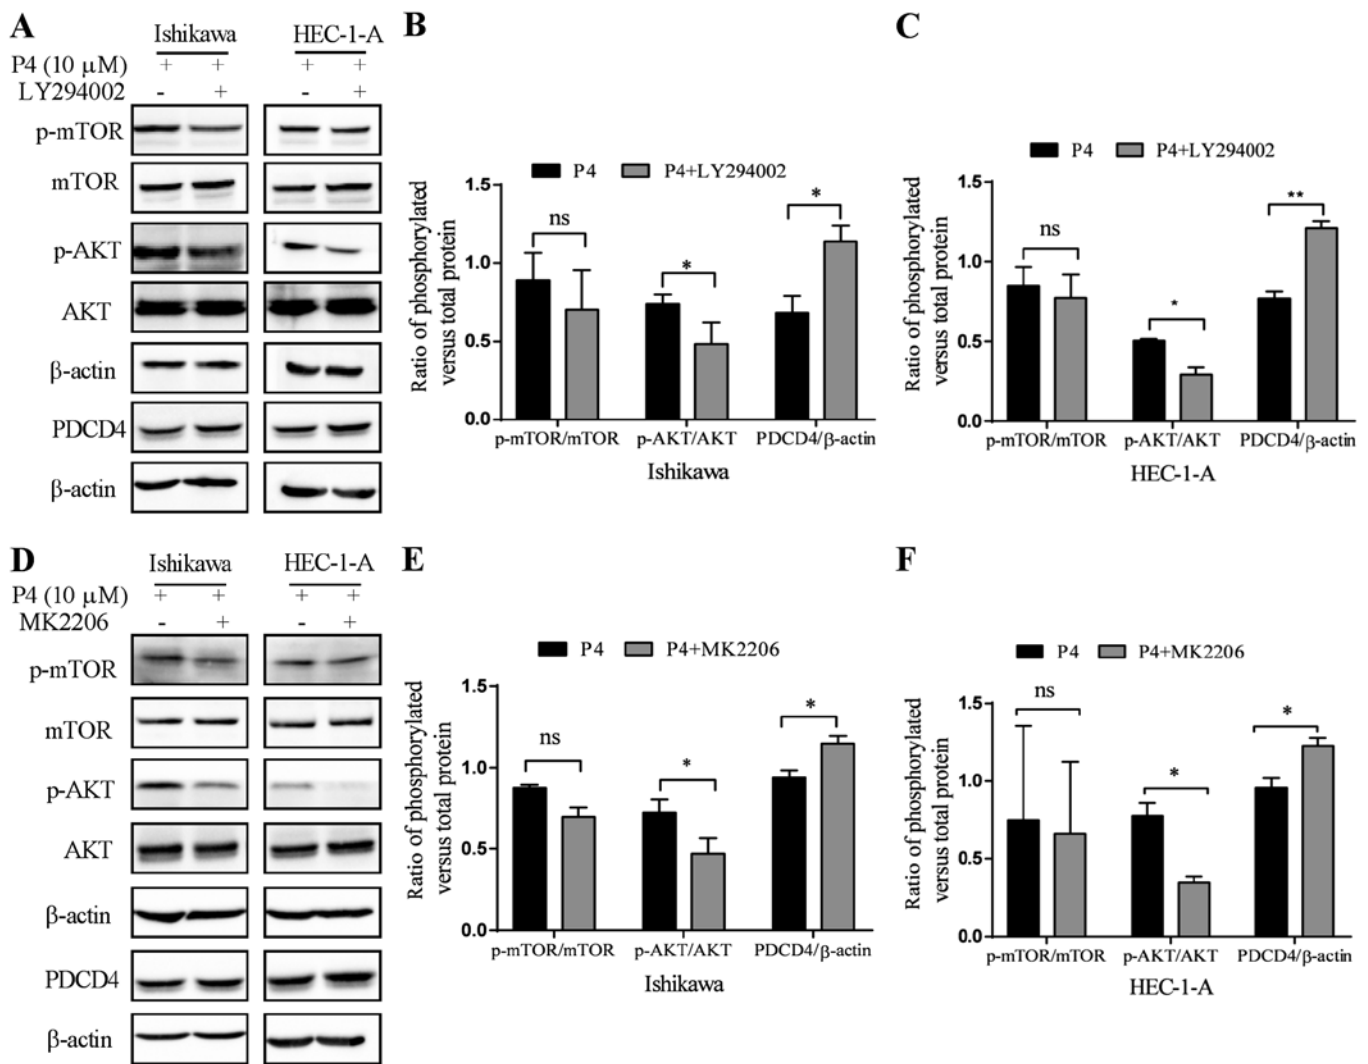 A
Ishikawa HEC-1-A
P4 (10 μM) + + + +
LY294002 - + - +
p-mTOR
mTOR
p-AKT
AKT
β-actin
PDCD4
β-actin
B
P4 P4+LY294002
Ratio of phosphorylated
versus total protein
1.5
1.0
0.5
0.0
ns
*
*
p-mTOR/mTOR p-AKT/AKT PDCD4/β-actin
Ishikawa
C
P4 P4+LY294002
Ratio of phosphorylated
versus total protein
1.5
1.0
0.5
0.0
ns
*
**
p-mTOR/mTOR p-AKT/AKT PDCD4/β-actin
HEC-1-A
D
Ishikawa HEC-1-A
P4 (10 μM) + + + +
MK2206 - + - +
p-mTOR
mTOR
p-AKT
AKT
β-actin
PDCD4
β-actin
E
P4 P4+MK2206
Ratio of phosphorylated
versus total protein
1.5
1.0
0.5
0.0
ns
*
*
p-mTOR/mTOR p-AKT/AKT PDCD4/β-actin
Ishikawa
F
P4 P4+MK2206
Ratio of phosphorylated
versus total protein
1.5
1.0
0.5
0.0
ns
*
*
p-mTOR/mTOR p-AKT/AKT PDCD4/β-actin
HEC-1-A